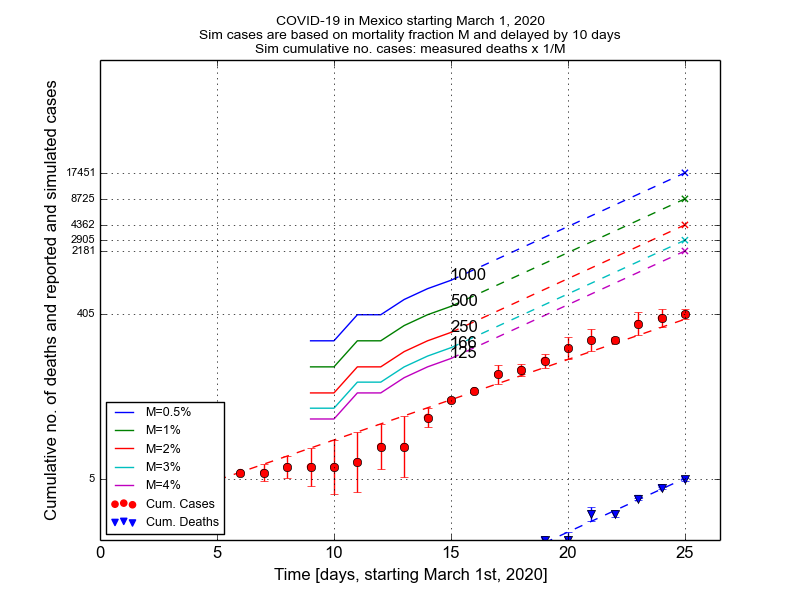 COVID-19 in Mexico starting March 1, 2020
Sim cases are based on mortality fraction M and delayed by 10 days
Sim cumulative no. cases: measured deaths x 1/M
Cumulative no. of deaths and reported and simulated cases
17451
8725
4362
2905
2181
405
5
1000
500
250
166
125
M=0.5%
M=1%
M=2%
M=3%
M=4%
Cum. Cases
Cum. Deaths
0 5 10 15 20 25
Time [days, starting March 1st, 2020]